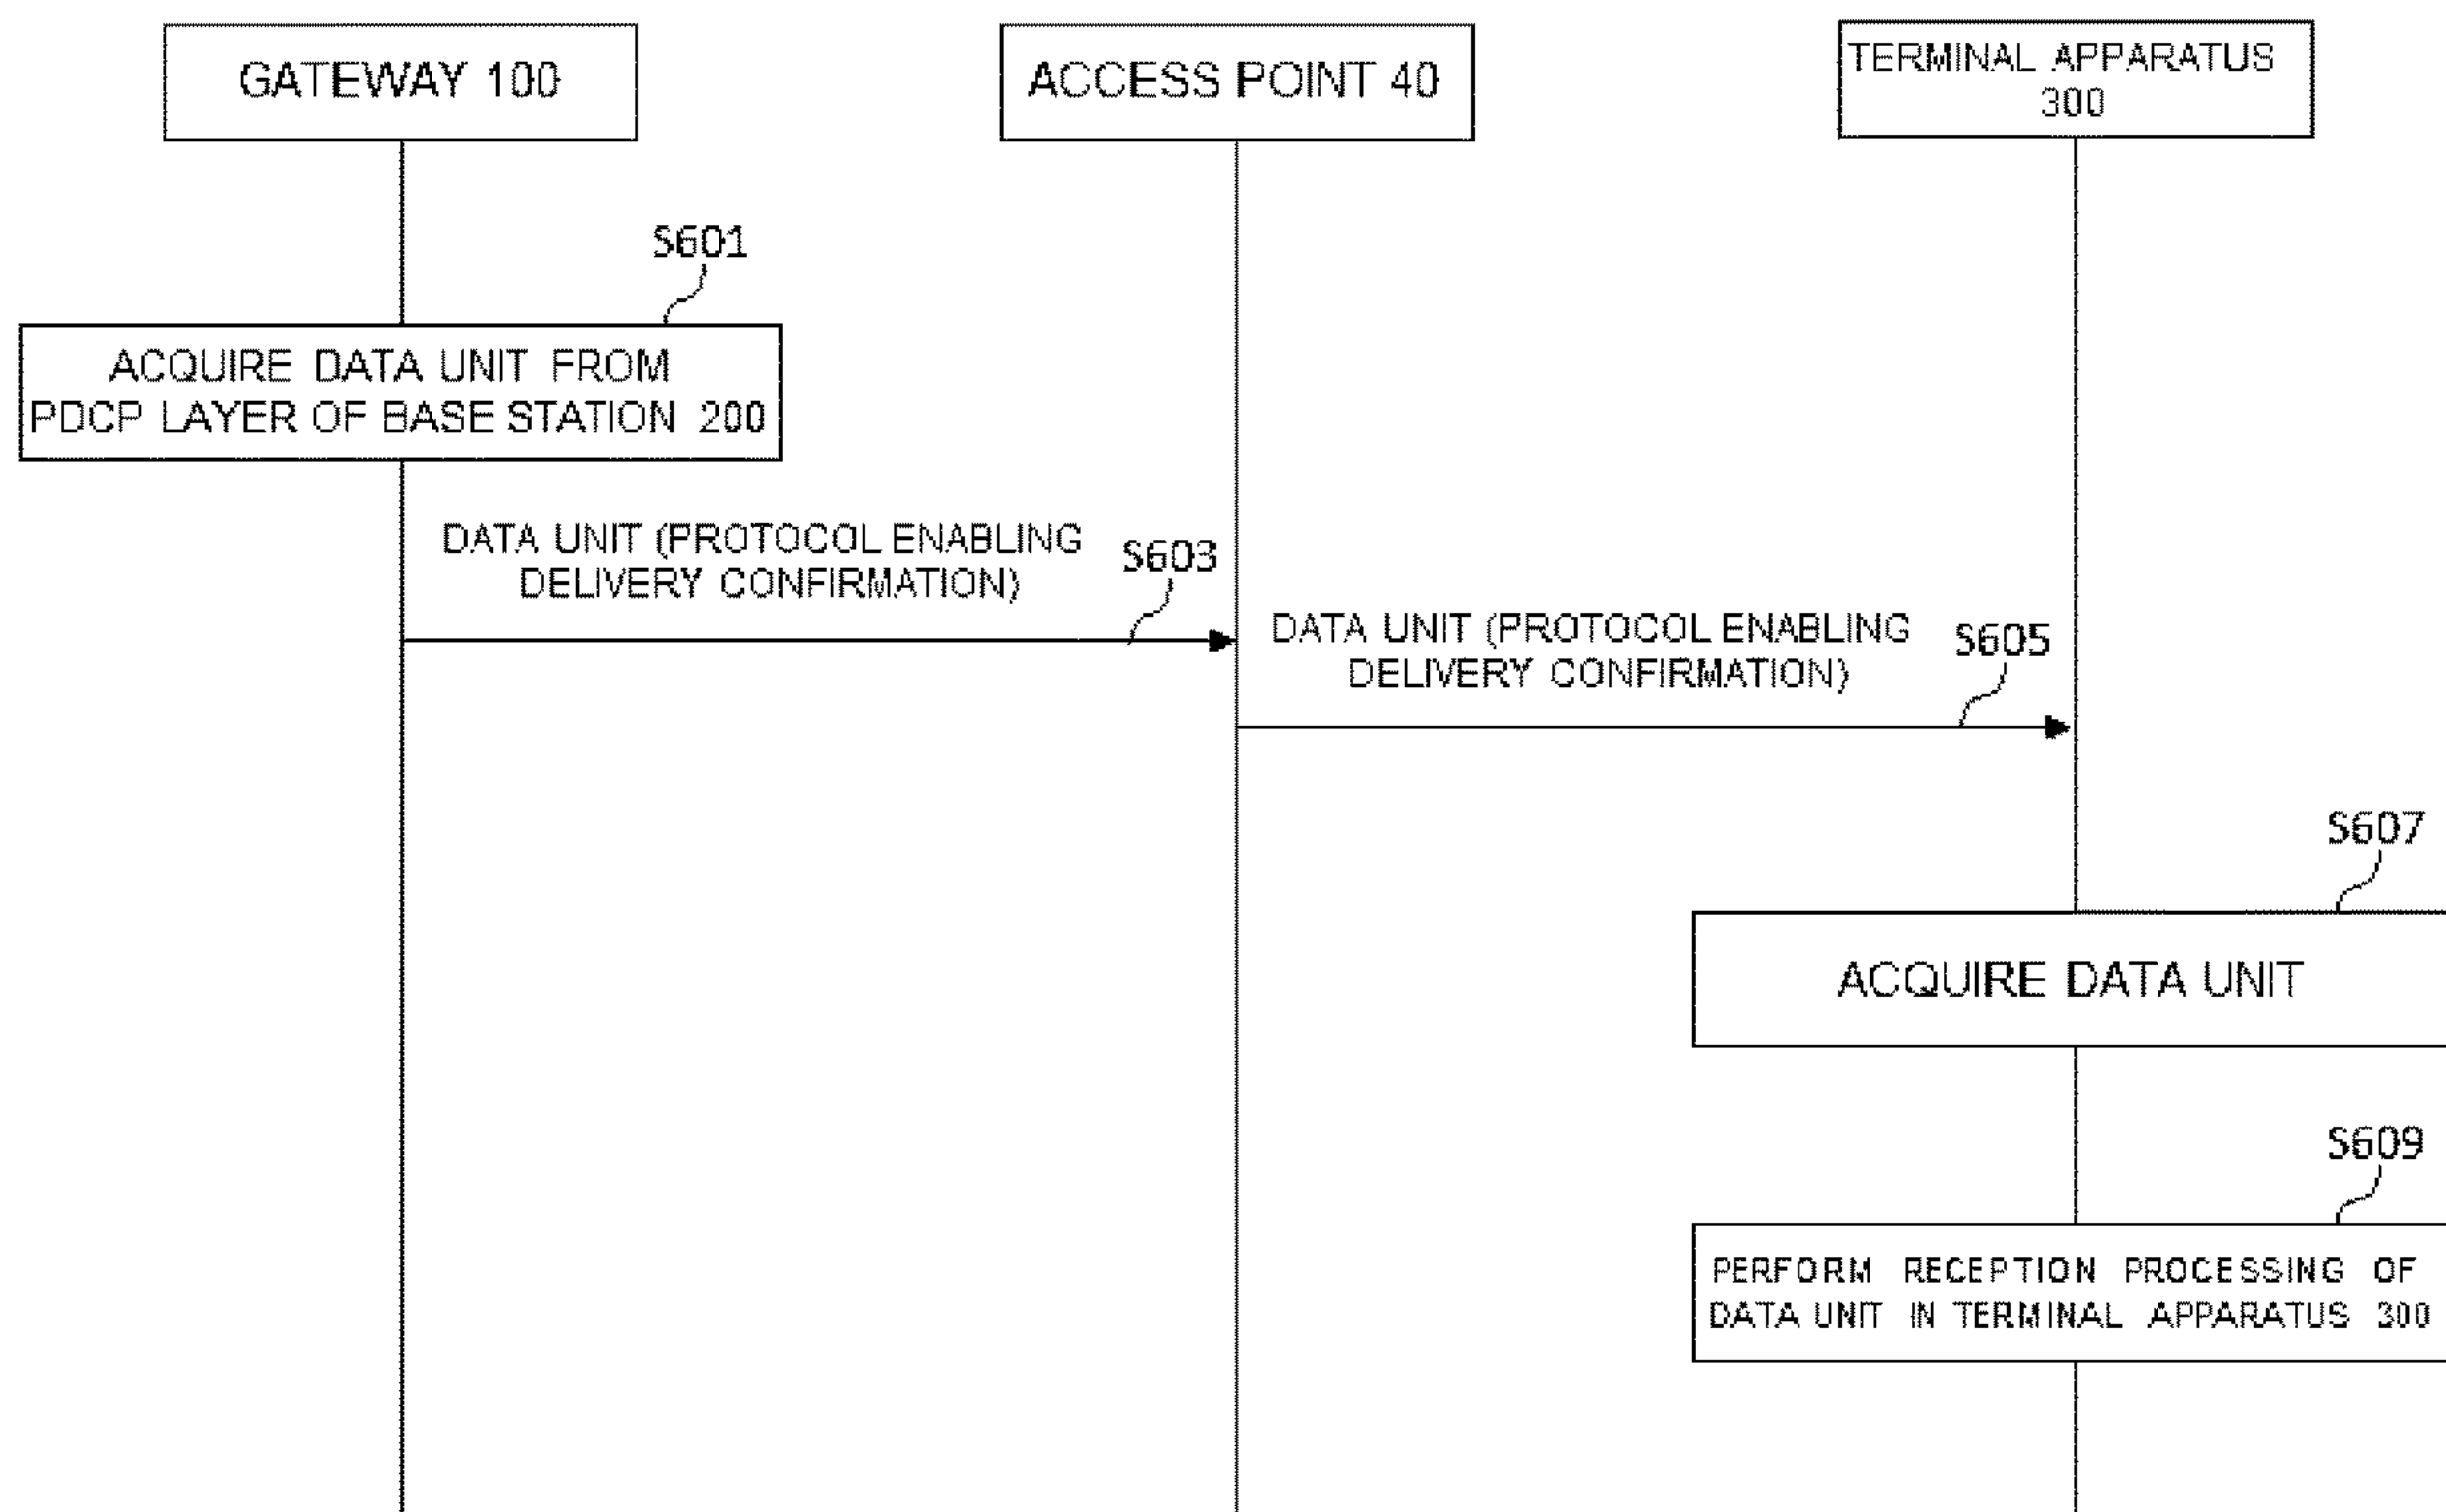 GATEWAY 100
ACCESS POINT 40
TERMINAL APPARATUS
300
S601
ACQUIRE DATA UNIT FROM
PDCP LAYER OF BASE STATION 200
DATA UNIT (PROTOCOL ENABLING
DELIVERY CONFIRMATION)
S603
DATA UNIT (PROTOCOL ENABLING
DELIVERY CONFIRMATION)
S605
S607
ACQUIRE DATA UNIT
S609
PERFORM RECEPTION PROCESSING OF
DATA UNIT IN TERMINAL APPARATUS 300